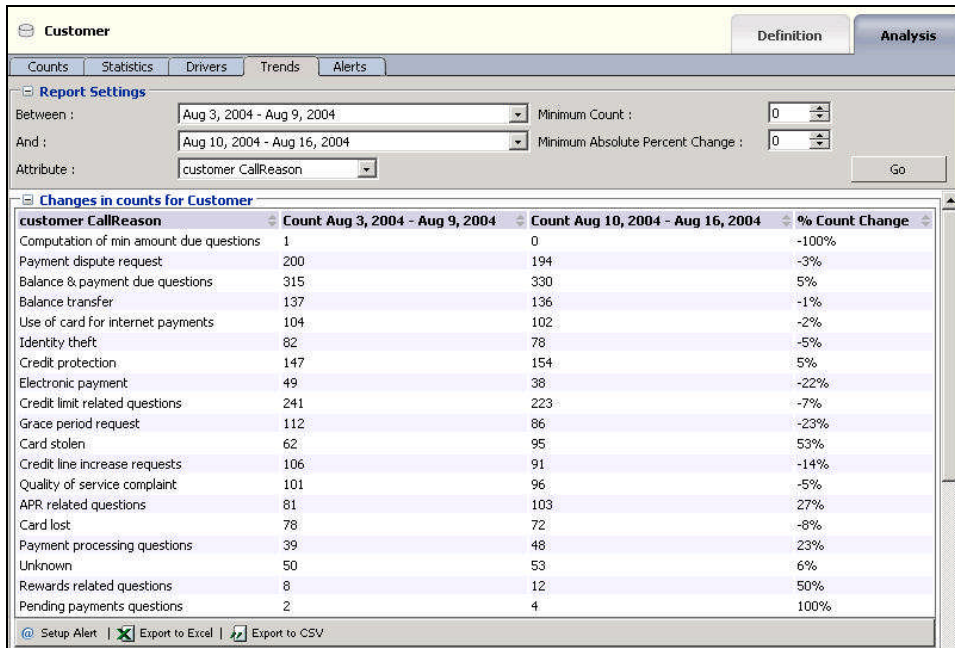 Customer
Definition
Analysis
Counts Statistics Drivers Trends Alerts
Report Settings
Between : Aug 3, 2004 - Aug 9, 2004 Minimum Count : 0
And : Aug 10, 2004 - Aug 16, 2004 Minimum Absolute Percent Change : 0
Attribute : customer CallReason Go
Changes in counts for Customer
customer CallReason Count Aug 3, 2004 - Aug 9, 2004 Count Aug 10, 2004 - Aug 16, 2004 % Count Change
Computation of min amount due questions 1 0 -100%
Payment dispute request 200 194 -3%
Balance & payment due questions 315 330 5%
Balance transfer 137 136 -1%
Use of card for internet payments 104 102 -2%
Identity theft 82 78 -5%
Credit protection 147 154 5%
Electronic payment 49 38 -22%
Credit limit related questions 241 223 -7%
Grace period request 112 86 -23%
Card stolen 62 95 53%
Credit line increase requests 106 91 -14%
Quality of service complaint 101 96 -5%
APR related questions 81 103 27%
Card lost 78 72 -8%
Payment processing questions 39 48 23%
Unknown 50 53 6%
Rewards related questions 8 12 50%
Pending payments questions 2 4 100%
@ Setup Alert | Export to Excel | Export to CSV